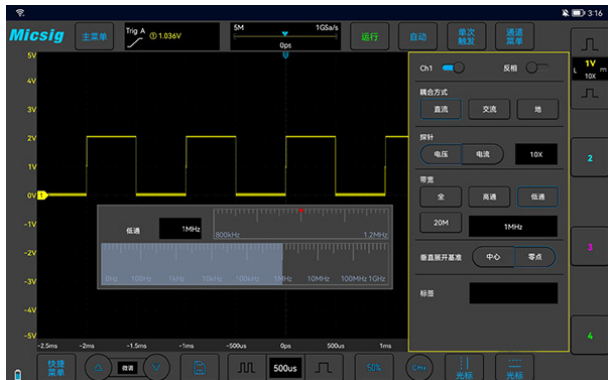 3:16
Micsig
主菜单
Trig A ① 1.036V
5M 1GSa/s
0ps
运行
自动
单次
触发
通道
菜单
5V
4V
3V
2V
1V
0V
-1V
-2V
-3V
-4V
-5V
1
-2.5ms -2ms -1.5ms -1ms -500us 0ps 500us 1ms
低通 1MHz
800kHz 1.2MHz
0Hz 100Hz 1kHz 10kHz 100kHz 1MHz 10MHz 100MHz 1GHz
Ch1 反相
耦合方式
直流 交流 地
探针
电压 电流 10X
带宽
全 高通 低通
20M 1MHz
垂直展开基准 中心 零点
标签
1V
L
10X
2
3
4
快捷
菜单
微调
500us
50%
CH1
光标
光标